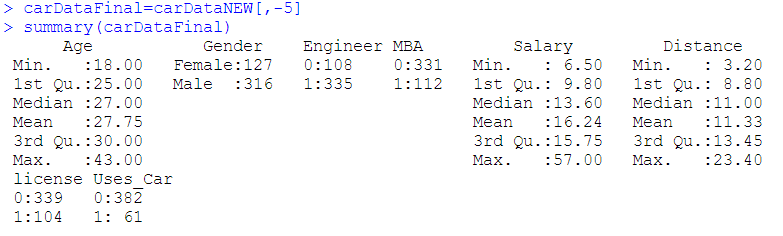 > carDataFinal=carDataNEW[,-5]
> summary(carDataFinal)
      Age           Gender    Engineer MBA         Salary         Distance
 Min.   :18.00   Female:127   0:108    0:331   Min.   : 6.50   Min.   : 3.20
 1st Qu.:25.00   Male  :316   1:335    1:112   1st Qu.: 9.80   1st Qu.: 8.80
 Median :27.00                                 Median :13.60   Median :11.00
 Mean   :27.75                                 Mean   :16.24   Mean   :11.33
 3rd Qu.:30.00                                 3rd Qu.:15.75   3rd Qu.:13.45
 Max.   :43.00                                 Max.   :57.00   Max.   :23.40
 license Uses_Car
 0:339   0:382
 1:104   1: 61